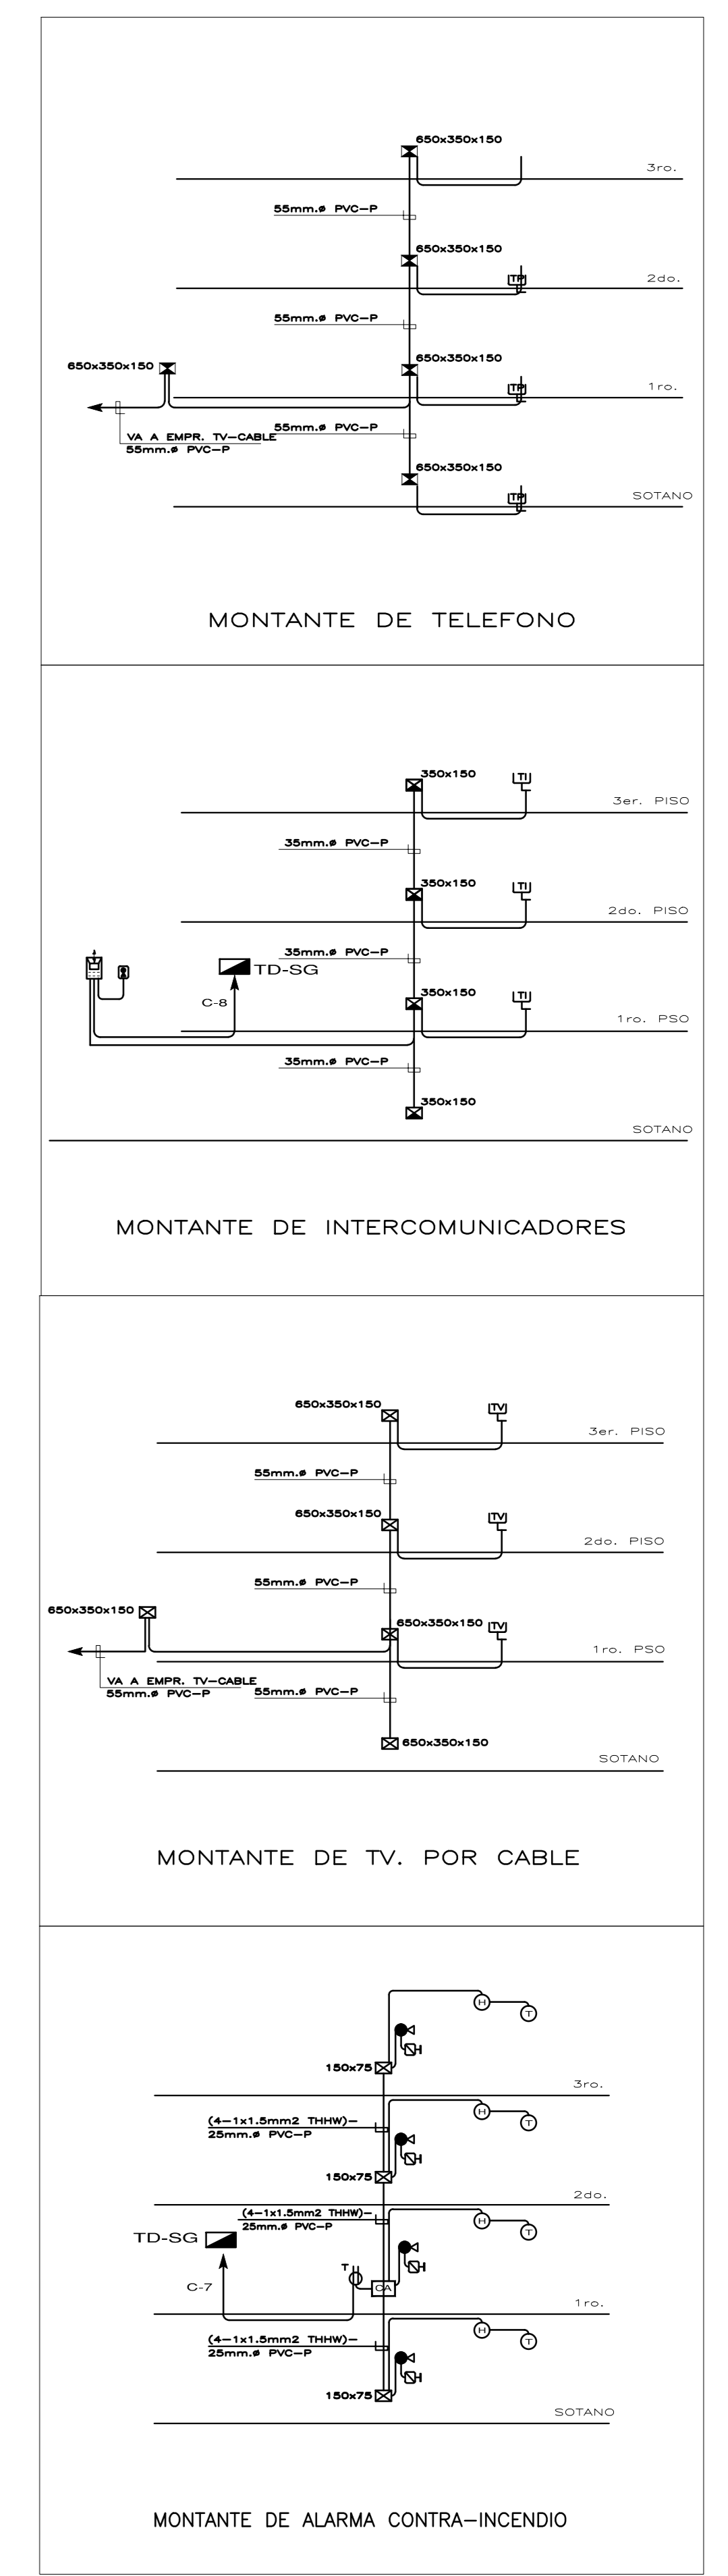 650x350x150
3ro.
55mm.ø PVC-P
650x350x150
2do.
TP
55mm.ø PVC-P
650x350x150
650x350x150
1ro.
TP
VA A EMPR. TV-CABLE
55mm.ø PVC-P
55mm.ø PVC-P
650x350x150
SOTANO
TP
MONTANTE DE TELEFONO
350x150
TI
3er. PISO
35mm.ø PVC-P
350x150
TI
2do. PISO
35mm.ø PVC-P
TD-SG
C-8
350x150
TI
1ro. PSO
35mm.ø PVC-P
350x150
SOTANO
MONTANTE DE INTERCOMUNICADORES
650x350x150
TV
3er. PISO
55mm.ø PVC-P
650x350x150
TV
2do. PISO
55mm.ø PVC-P
650x350x150
650x350x150
TV
1ro. PSO
VA A EMPR. TV-CABLE
55mm.ø PVC-P
55mm.ø PVC-P
650x350x150
SOTANO
MONTANTE DE TV. POR CABLE
H
T
150x75
3ro.
(4-1x1.5mm2 THHW)-
25mm.ø PVC-P
H
T
150x75
2do.
(4-1x1.5mm2 THHW)-
25mm.ø PVC-P
H
T
TD-SG
T
C-7
CA
1ro.
(4-1x1.5mm2 THHW)-
25mm.ø PVC-P
H
T
150x75
SOTANO
MONTANTE DE ALARMA CONTRA-INCENDIO